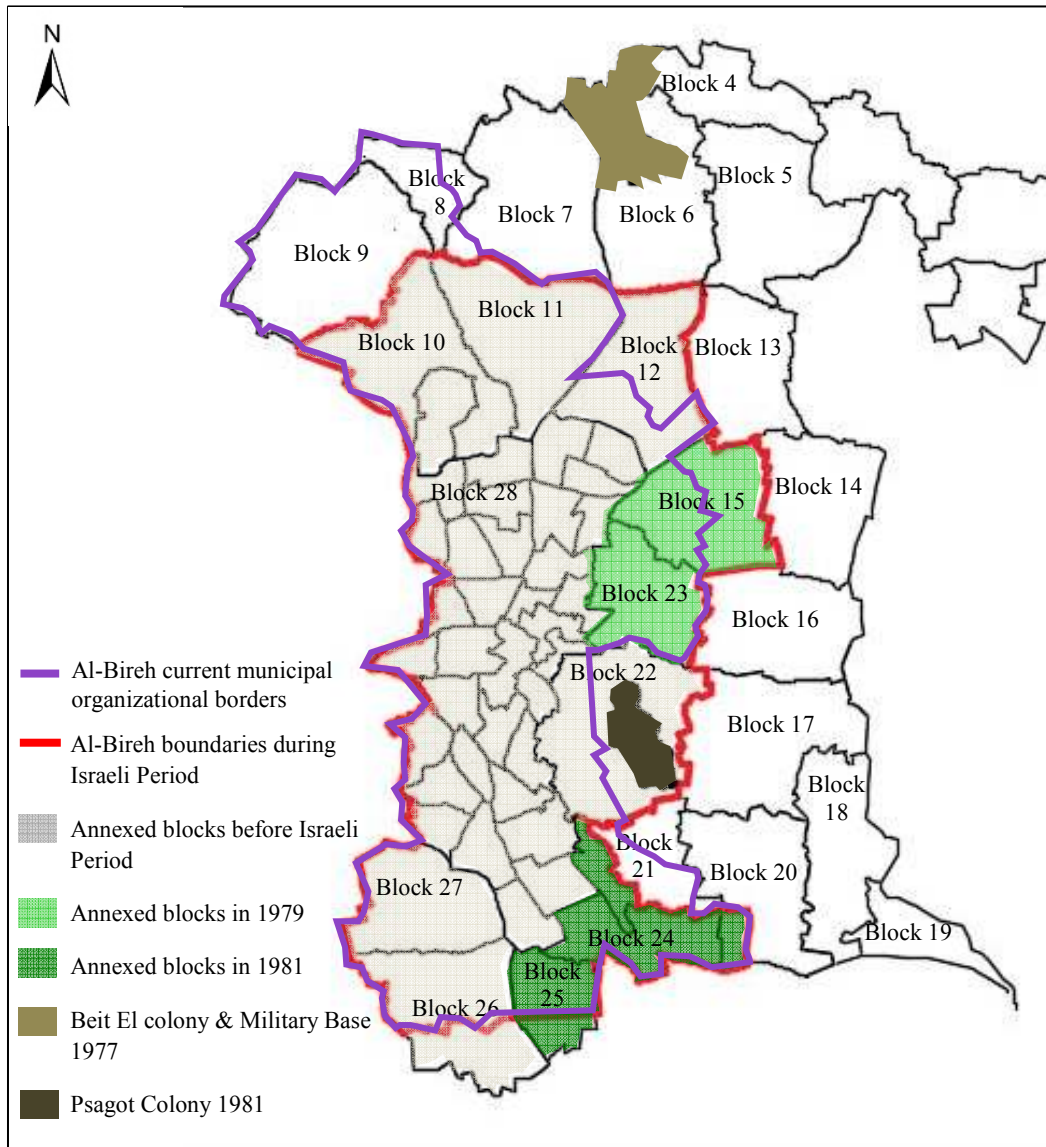 N
Block 4
Block 5
Block
8
Block 7
Block 6
Block 9
Block 11
Block 10
Block
12
Block 13
Block 28
Block 15
Block 14
Block 23
Block 16
Block 22
Block 17
Block
18
Block
21
Block 20
Block 27
Block 19
Block 24
Block
25
Block 26
Al-Bireh current municipal
organizational borders
Al-Bireh boundaries during
Israeli Period
Annexed blocks before Israeli
Period
Annexed blocks in 1979
Annexed blocks in 1981
Beit El colony & Military Base
1977
Psagot Colony 1981